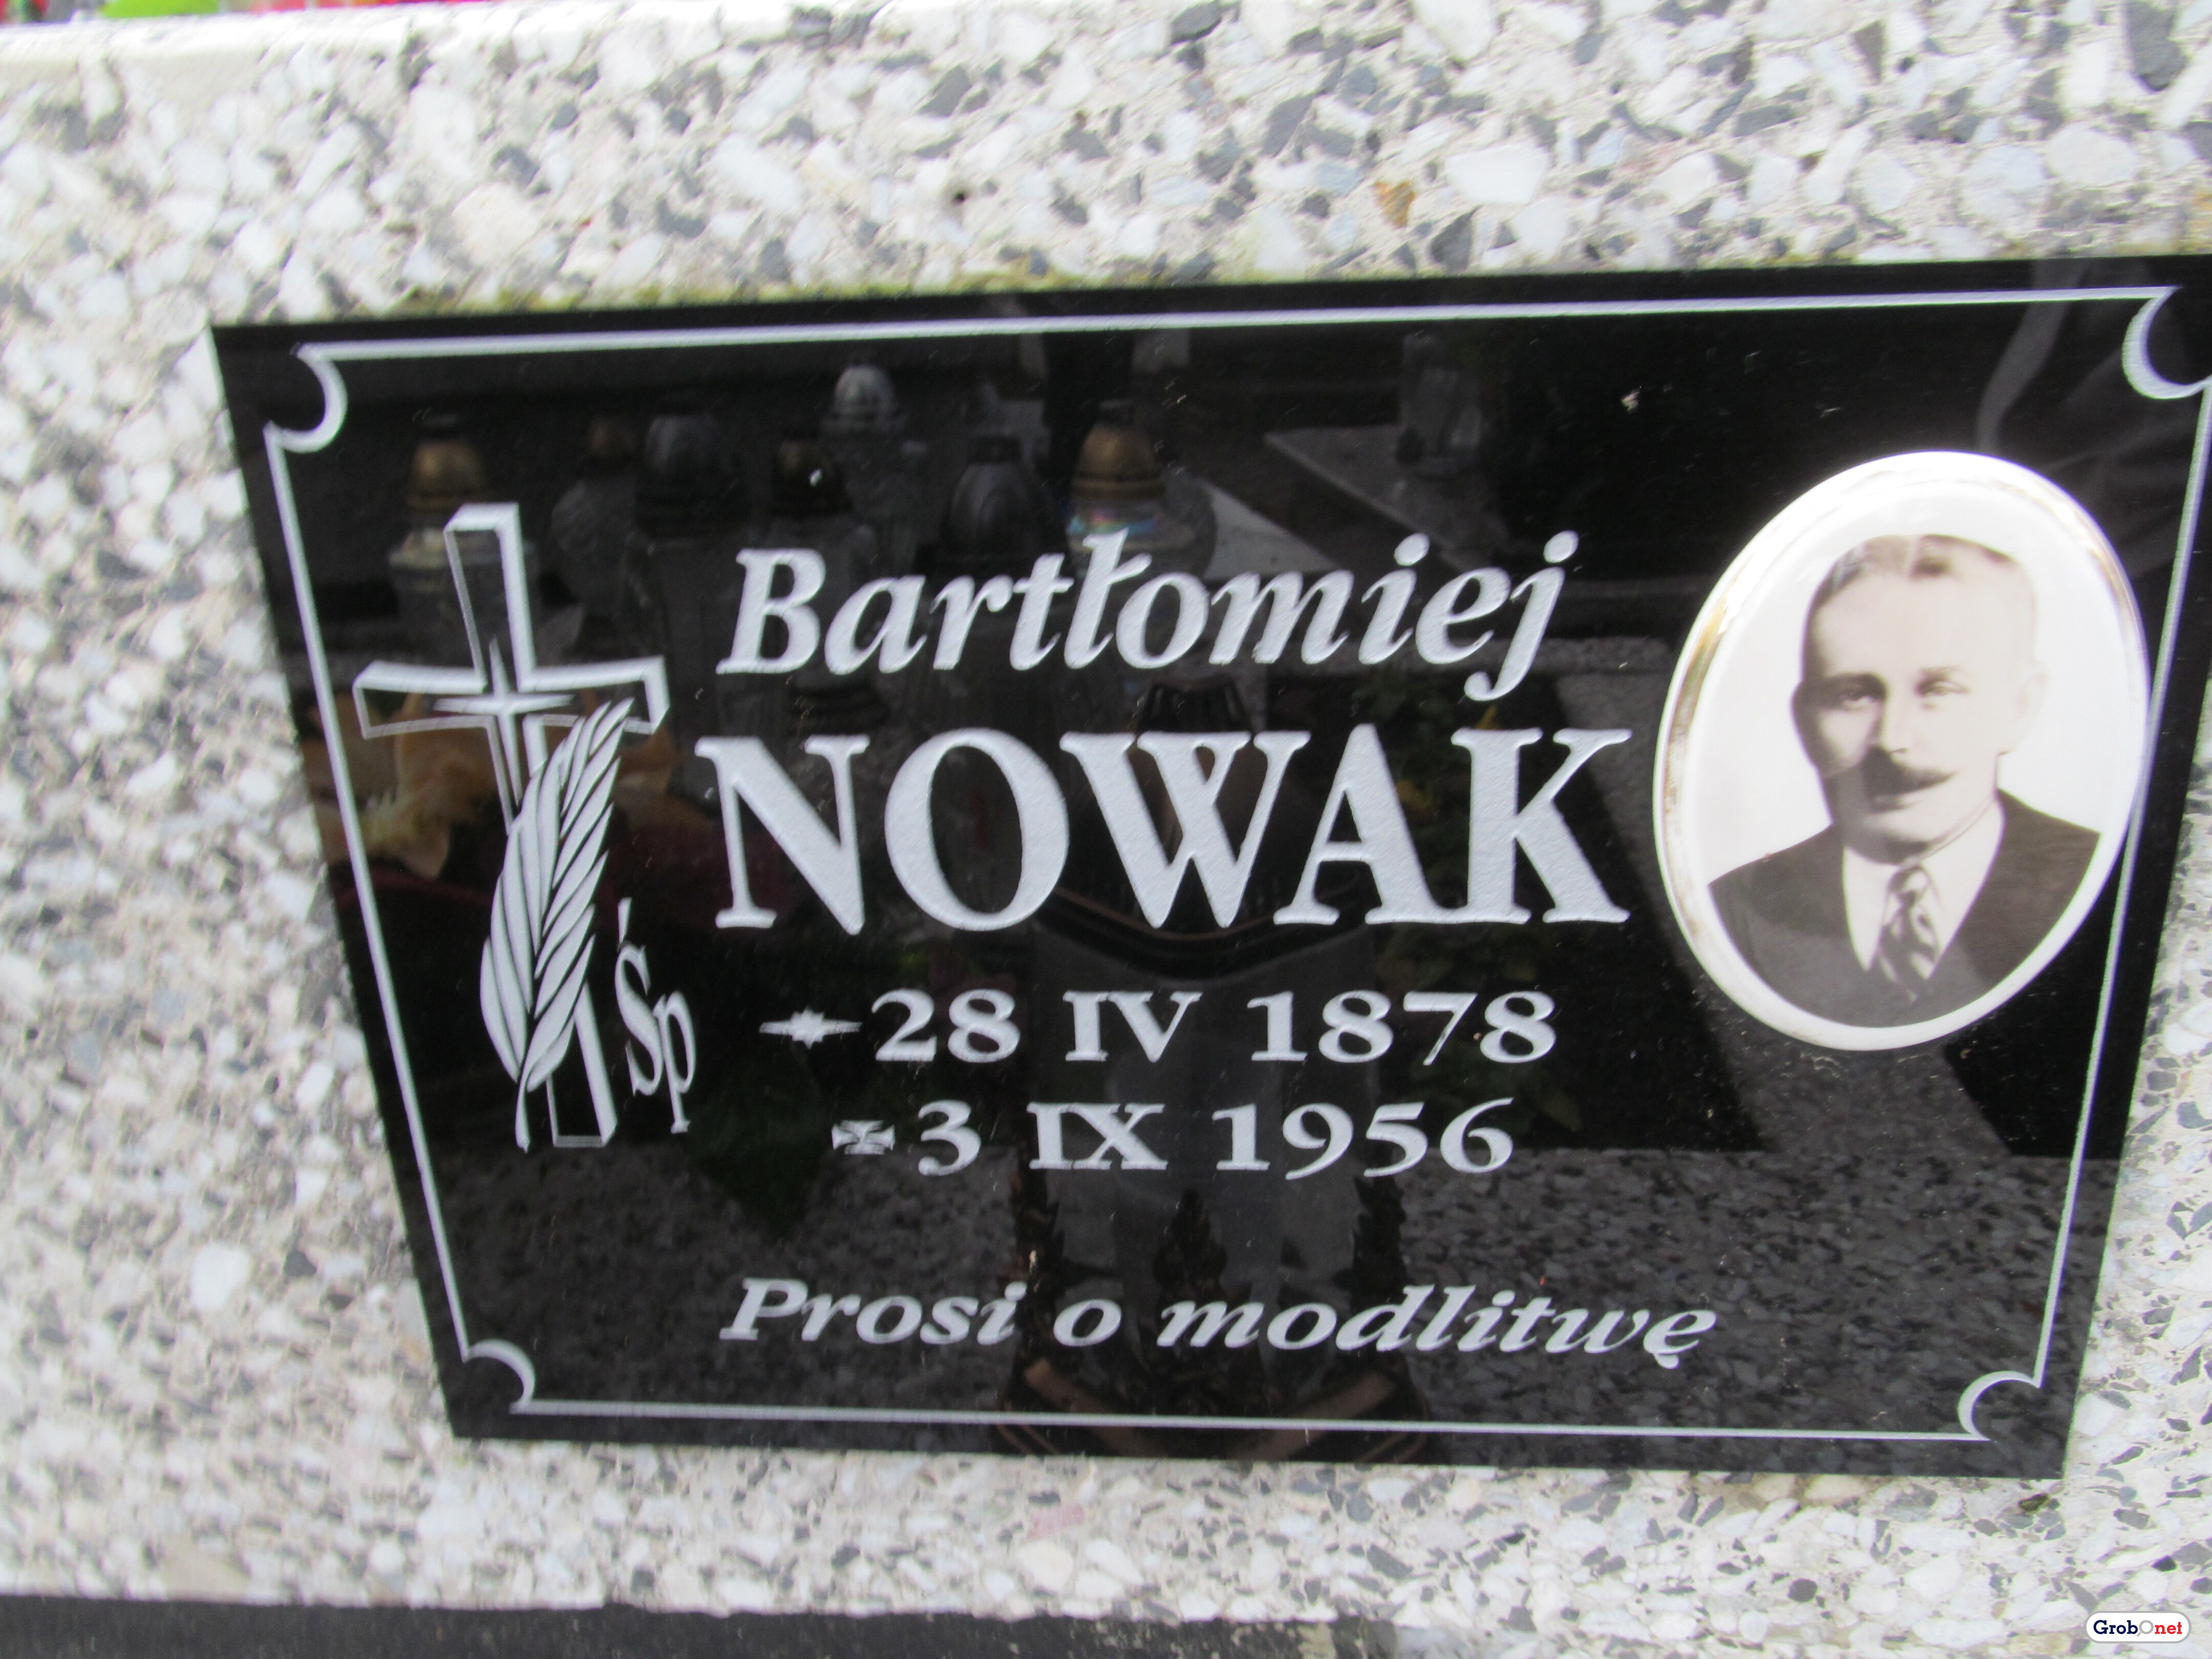 Bartłomiej
NOWAK
Śp
28 IV 1878
3 IX 1956
Prosi o modlitwę
GrobOnet